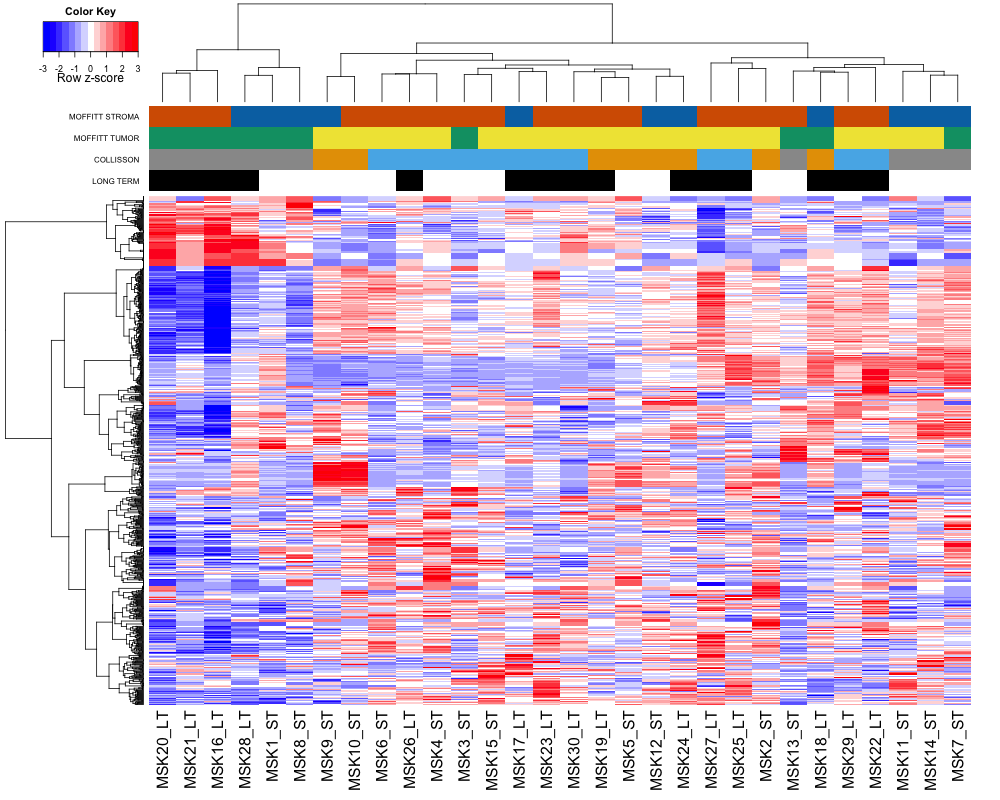 Color Key
-3 -2 -1 0 1 2 3
Row z-score
MOFFITT STROMA
MOFFITT TUMOR
COLLISSON
LONG TERM
MSK20_LT
MSK21_LT
MSK16_LT
MSK28_LT
MSK1_ST
MSK8_ST
MSK9_ST
MSK10_ST
MSK6_ST
MSK26_LT
MSK4_ST
MSK3_ST
MSK15_ST
MSK17_LT
MSK23_LT
MSK30_LT
MSK19_LT
MSK5_ST
MSK12_ST
MSK24_LT
MSK27_LT
MSK25_LT
MSK2_ST
MSK13_ST
MSK18_LT
MSK29_LT
MSK22_LT
MSK11_ST
MSK14_ST
MSK7_ST